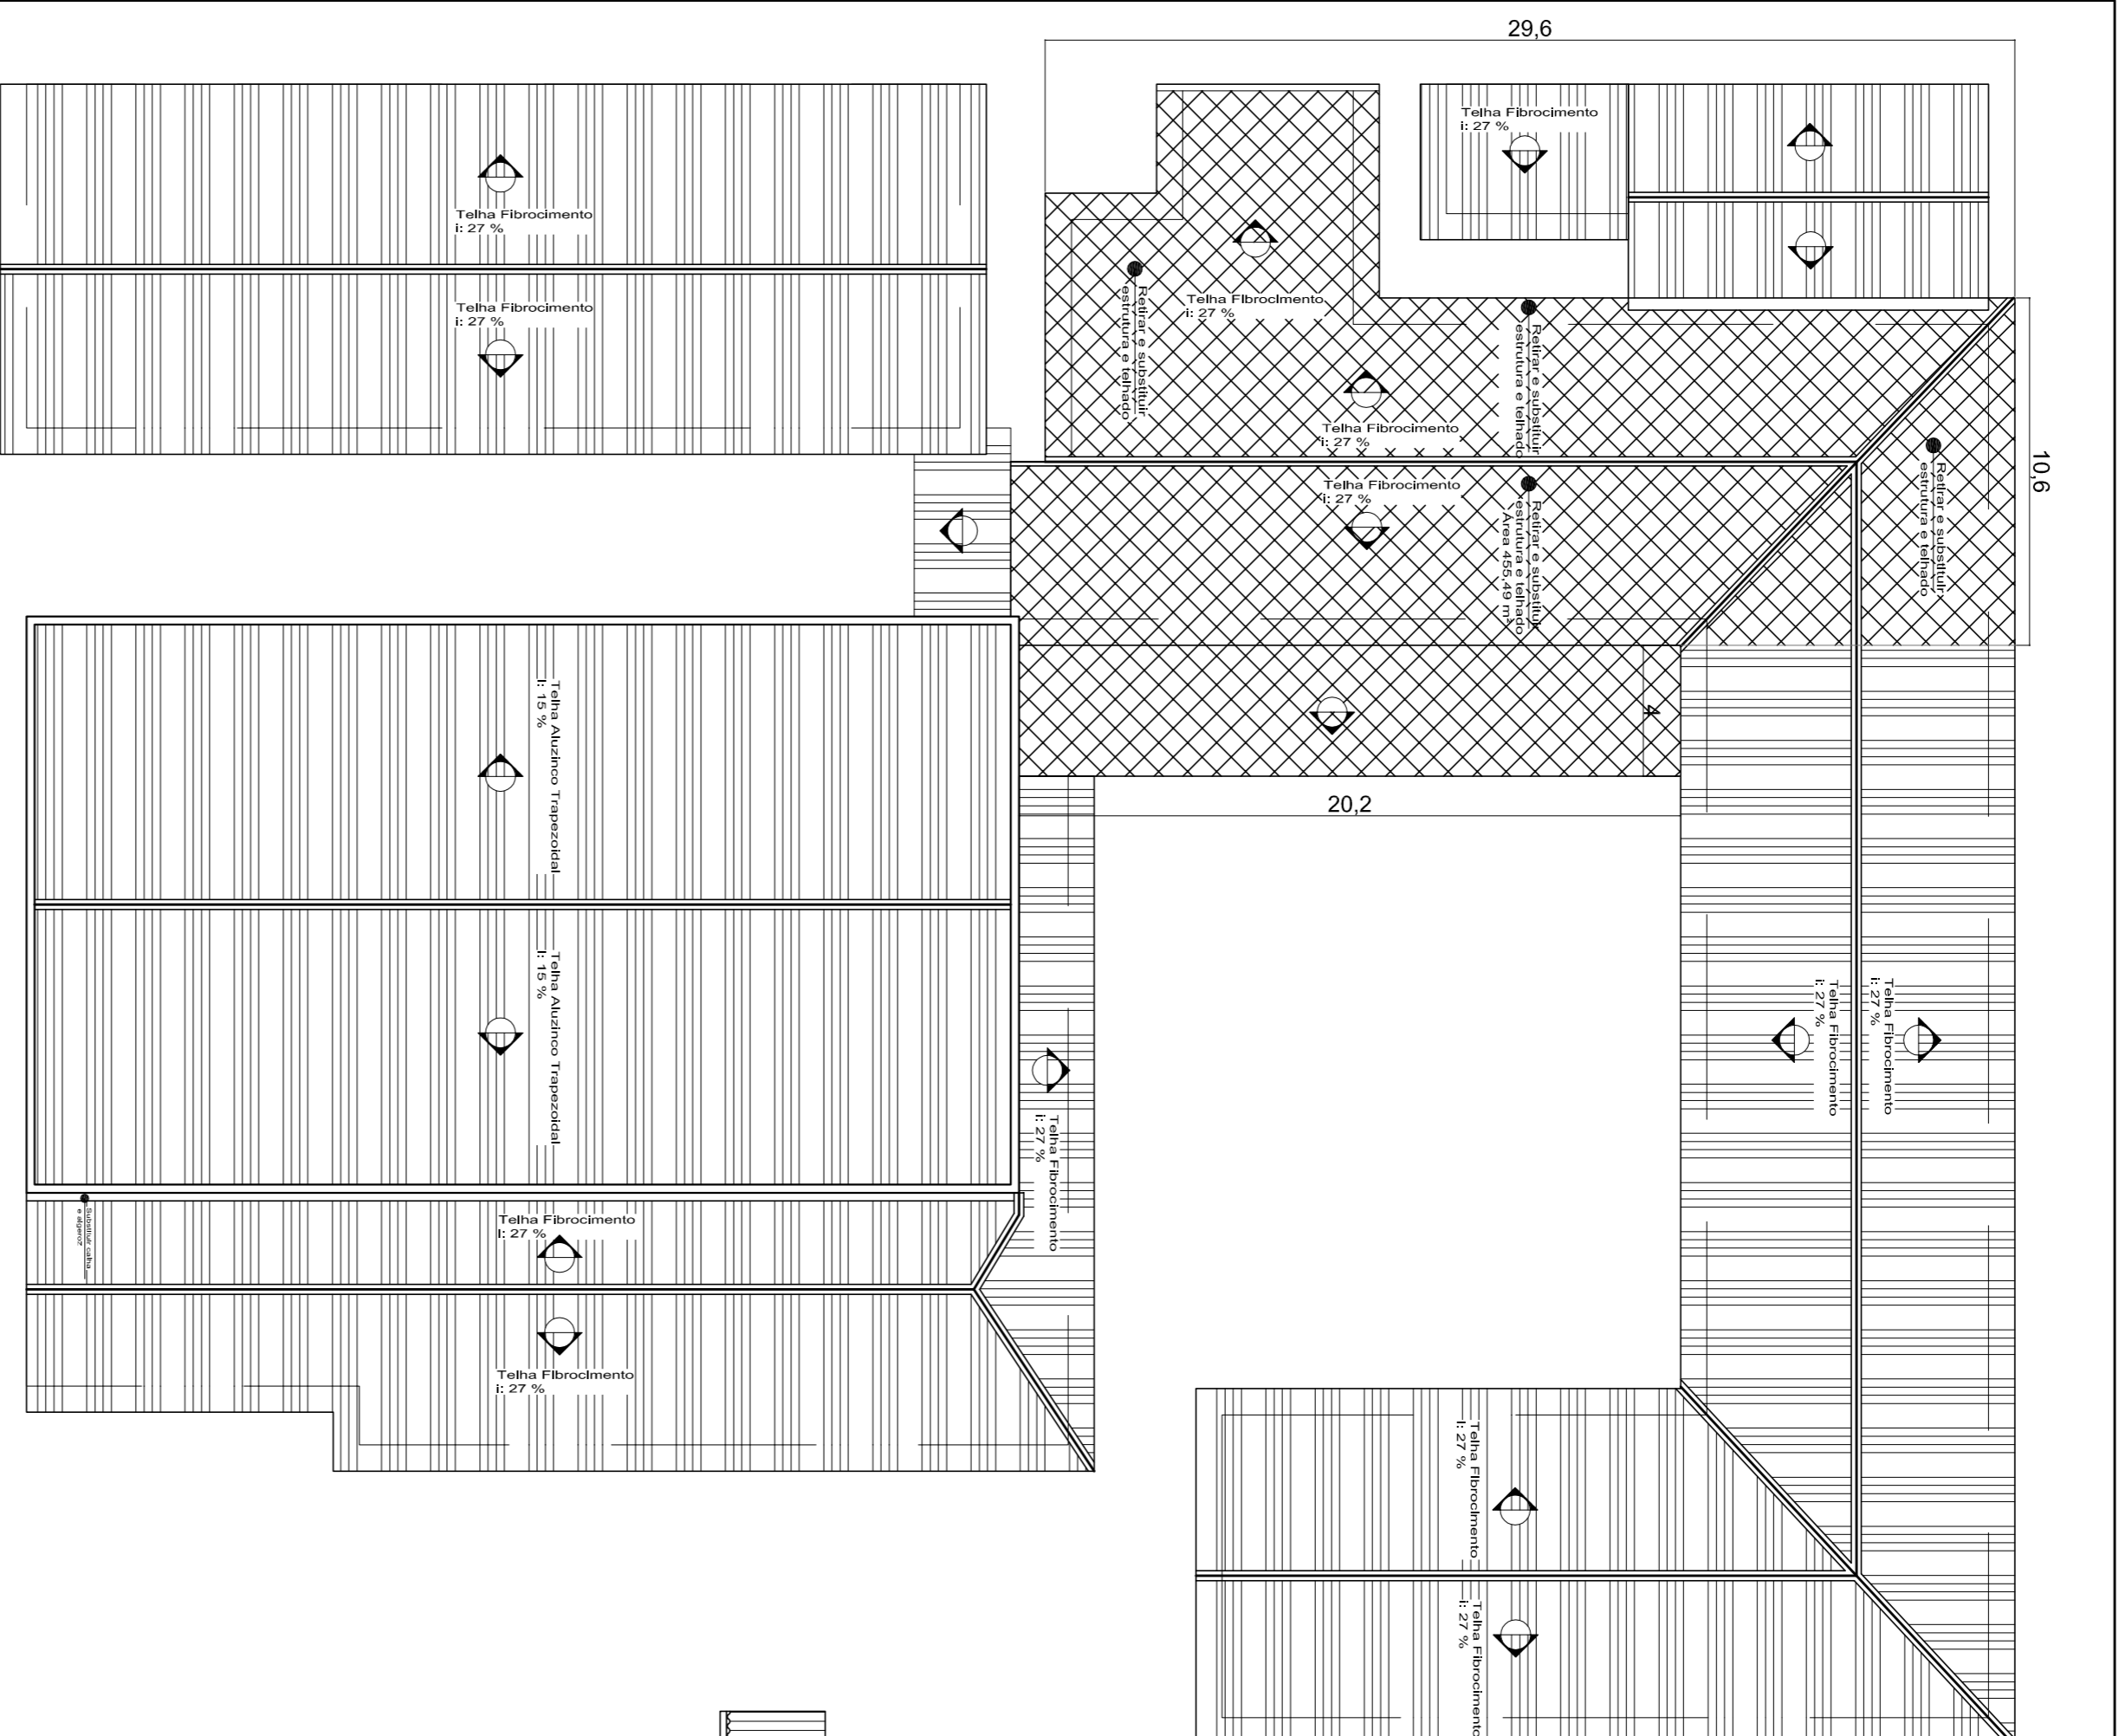 29,6
Telha Fibrocimento
i: 27 %
Telha Fibrocimento
i: 27 %
Telha Fibrocimento
i: 27 %
Telha Fibrocimento
i: 27 %
Retirar e substituir
estrutura e telhado
Retirar e substituir
estrutura e telhado
Telha Fibrocimento
i: 27 %
Telha Fibrocimento
i: 27 %
Retirar e substituir
estrutura e telhado
Área 455,49 m²
Retirar e substituir
estrutura e telhado
10,6
4
20,2
Telha Aluzinco Trapezoidal
i: 15 %
Telha Aluzinco Trapezoidal
i: 15 %
Telha Fibrocimento
i: 27 %
Telha Fibrocimento
i: 27 %
Telha Fibrocimento
i: 27 %
Substituir calha
e algeroz
Telha Fibrocimento
i: 27 %
Telha Fibrocimento
i: 27 %
Telha Fibrocimento
i: 27 %
Telha Fibrocimento
i: 27 %